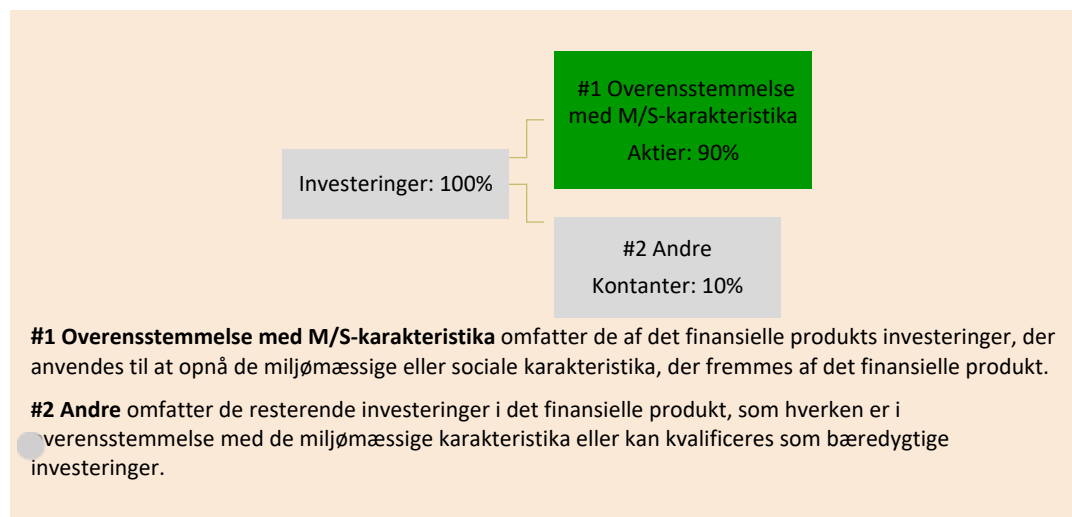 #1 Overensstemmelse
med M/S-karakteristika
Aktier: 90%
Investeringer: 100%
#2 Andre
Kontanter: 10%
#1 Overensstemmelse med M/S-karakteristika omfatter de af det finansielle produkts investeringer, der
anvendes til at opnå de miljømæssige eller sociale karakteristika, der fremmes af det finansielle produkt.
#2 Andre omfatter de resterende investeringer i det finansielle produkt, som hverken er i
overensstemmelse med de miljømæssige karakteristika eller kan kvalificeres som bæredygtige
investeringer.